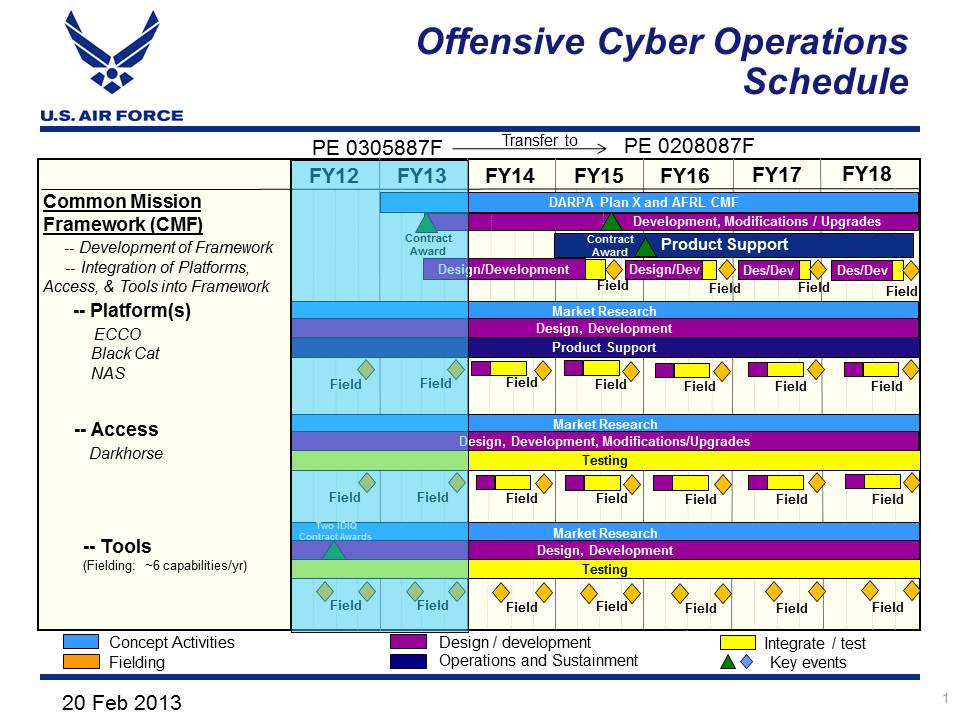 Offensive Cyber Operations
Schedule
U.S. AIR FORCE
PE 0305887F
Transfer to
PE 0208087F
FY12 FY13 FY14 FY15 FY16 FY17 FY18
Common Mission
Framework (CMF)
-- Development of Framework
-- Integration of Platforms,
Access, & Tools into Framework
DARPA Plan X and AFRL CMF
Development, Modifications / Upgrades
Contract
Award
Contract
Award
Product Support
Design/Development
Design/Dev
Des/Dev
Des/Dev
Field
Field
Field
Field
-- Platform(s)
ECCO
Black Cat
NAS
Market Research
Design, Development
Product Support
Field Field Field Field Field Field Field
-- Access
Darkhorse
Market Research
Design, Development, Modifications/Upgrades
Testing
Field Field Field Field Field Field Field
-- Tools
(Fielding: ~6 capabilities/yr)
Two IDIQ
Contract Awards
Market Research
Design, Development
Testing
Field Field Field Field Field Field Field
Concept Activities
Design / development
Integrate / test
Fielding
Operations and Sustainment
Key events
20 Feb 2013
1